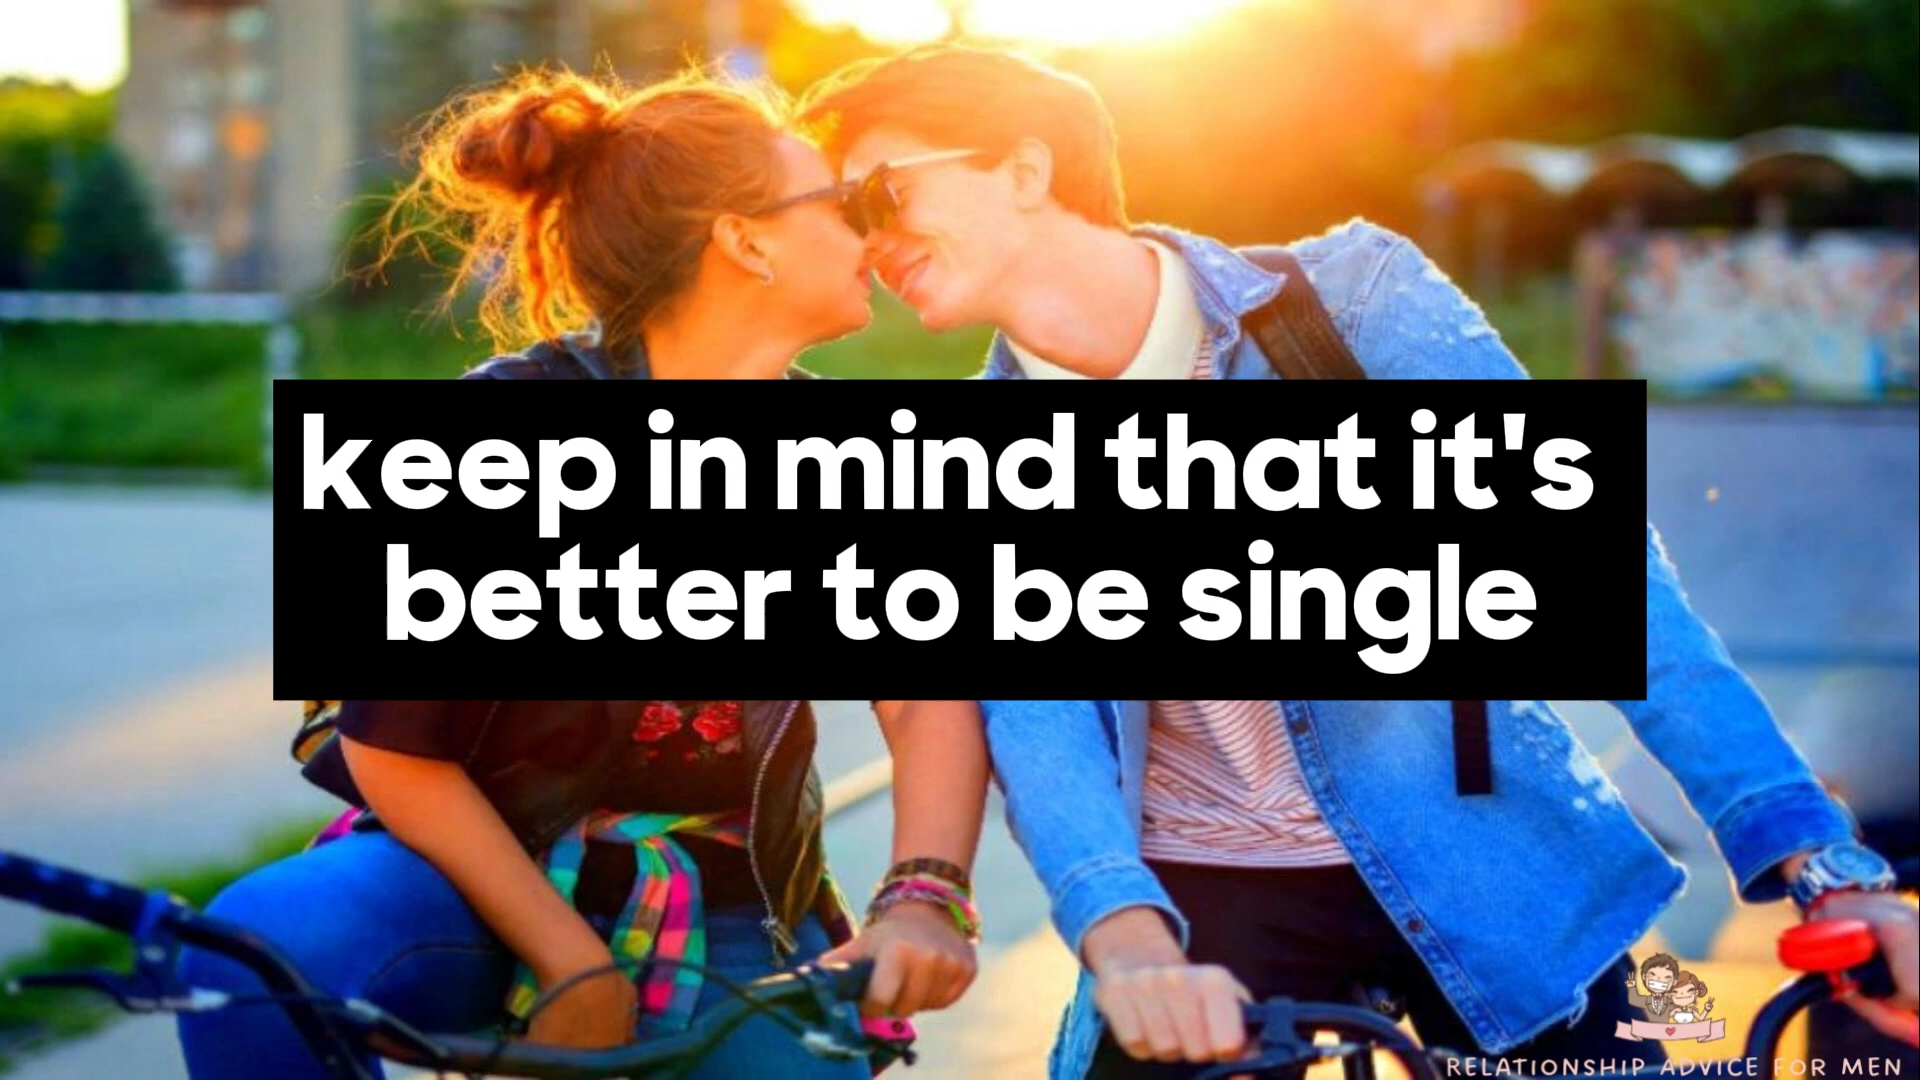 keep in mind that it's
better to be single
RELATIONSHIP ADVICE FOR MEN